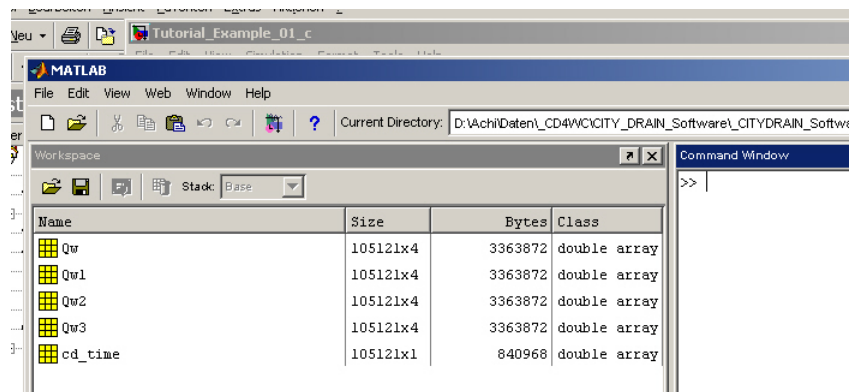 Neu
Tutorial_Example_01_c
MATLAB
File Edit View Web Window Help
? Current Directory: D:\Achi\Daten\_CD4WC\CITY_DRAIN_Software\_CITYDRAIN_Softwa
Workspace
Command Window
Stack: Base
>>
Name Size Bytes Class
Qw 105121x4 3363872 double array
Qw1 105121x4 3363872 double array
Qw2 105121x4 3363872 double array
Qw3 105121x4 3363872 double array
cd_time 105121x1 840968 double array